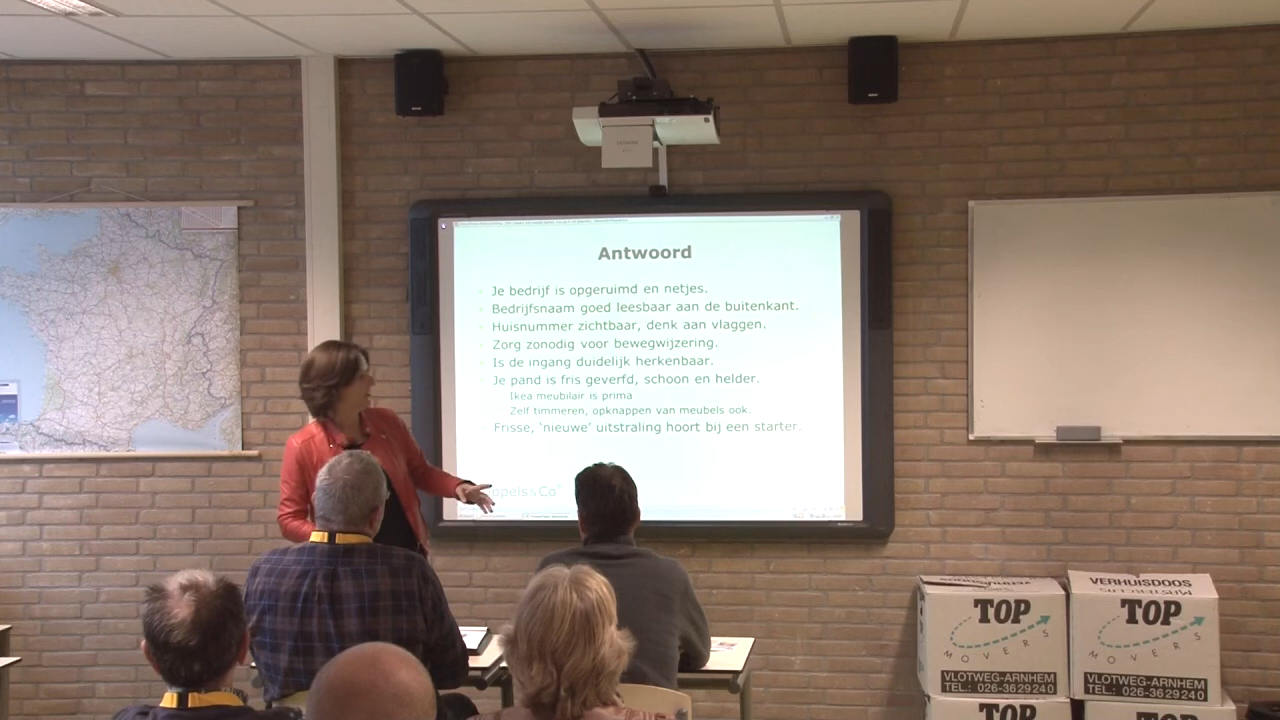 Antwoord
Je bedrijf is opgeruimd en netjes.
Bedrijfsnaam goed leesbaar aan de buitenkant.
Huisnummer zichtbaar, denk aan vlaggen.
Zorg zonodig voor bewegwijzering.
Is de ingang duidelijk herkenbaar.
Je pand is fris geverfd, schoon en helder.
Ikea meubilair is prima
Zelf timmeren, opknappen van meubels ook.
Frisse, 'nieuwe' uitstraling hoort bij een starter.
TOP
MOVERS
VLOTWEG-ARNHEM
TEL.: 026-3629240
VERHUISDOOS
TOP
MOVERS
VLOTWEG-ARNHEM
TEL.: 026-3629240
TOP
TOP